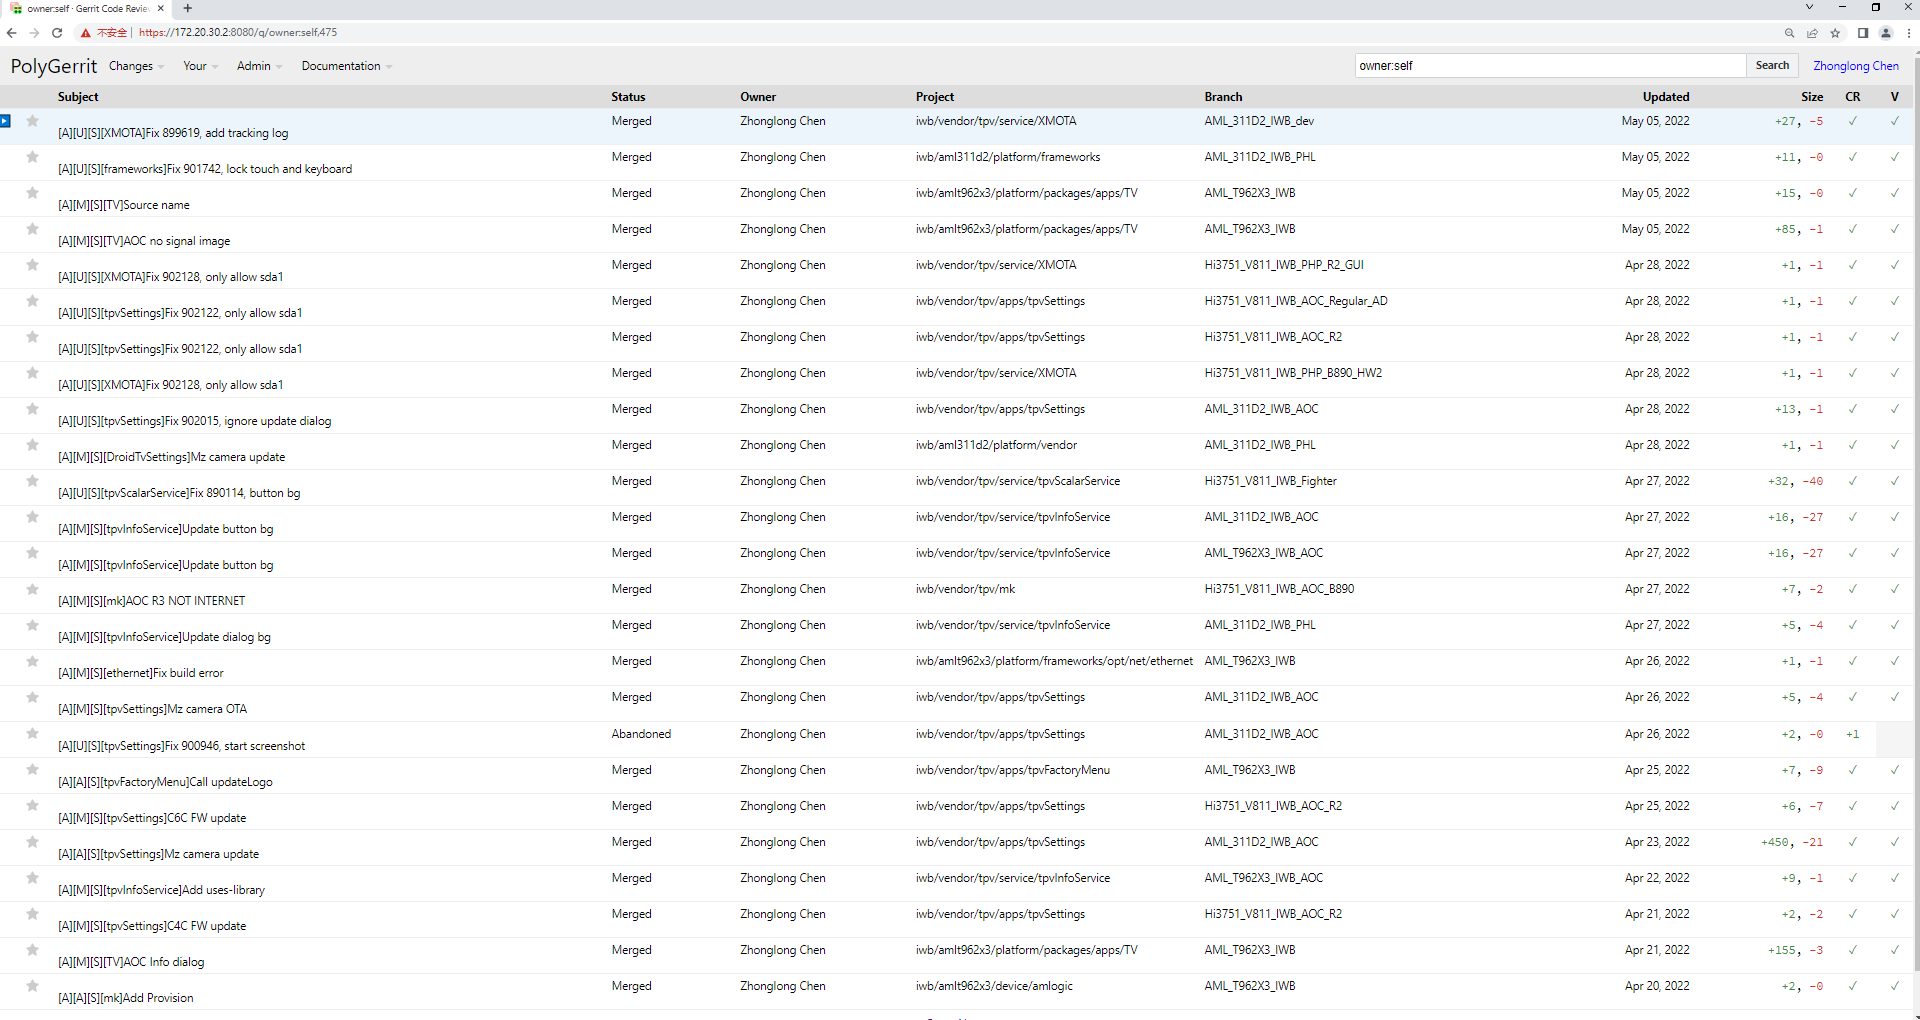 owner:self · Gerrit Code Revie
不安全 | https://172.20.30.2:8080/q/owner:self,475
PolyGerrit Changes Your Admin Documentation owner:self Search Zhonglong Chen
Subject Status Owner Project Branch Updated Size CR V
[A][U][S][XMOTA]Fix 899619, add tracking log Merged Zhonglong Chen iwb/vendor/tpv/service/XMOTA AML_311D2_IWB_dev May 05, 2022 +27, -5 ✓ ✓
[A][U][S][frameworks]Fix 901742, lock touch and keyboard Merged Zhonglong Chen iwb/aml311d2/platform/frameworks AML_311D2_IWB_PHL May 05, 2022 +11, -0 ✓ ✓
[A][M][S][TV]Source name Merged Zhonglong Chen iwb/amlt962x3/platform/packages/apps/TV AML_T962X3_IWB May 05, 2022 +15, -0 ✓ ✓
[A][M][S][TV]AOC no signal image Merged Zhonglong Chen iwb/amlt962x3/platform/packages/apps/TV AML_T962X3_IWB May 05, 2022 +85, -1 ✓ ✓
[A][U][S][XMOTA]Fix 902128, only allow sda1 Merged Zhonglong Chen iwb/vendor/tpv/service/XMOTA Hi3751_V811_IWB_PHP_R2_GUI Apr 28, 2022 +1, -1 ✓ ✓
[A][U][S][tpvSettings]Fix 902122, only allow sda1 Merged Zhonglong Chen iwb/vendor/tpv/apps/tpvSettings Hi3751_V811_IWB_AOC_Regular_AD Apr 28, 2022 +1, -1 ✓ ✓
[A][U][S][tpvSettings]Fix 902122, only allow sda1 Merged Zhonglong Chen iwb/vendor/tpv/apps/tpvSettings Hi3751_V811_IWB_AOC_R2 Apr 28, 2022 +1, -1 ✓ ✓
[A][U][S][XMOTA]Fix 902128, only allow sda1 Merged Zhonglong Chen iwb/vendor/tpv/service/XMOTA Hi3751_V811_IWB_PHP_B890_HW2 Apr 28, 2022 +1, -1 ✓ ✓
[A][U][S][tpvSettings]Fix 902015, ignore update dialog Merged Zhonglong Chen iwb/vendor/tpv/apps/tpvSettings AML_311D2_IWB_AOC Apr 28, 2022 +13, -1 ✓ ✓
[A][M][S][DroidTvSettings]Mz camera update Merged Zhonglong Chen iwb/aml311d2/platform/vendor AML_311D2_IWB_PHL Apr 28, 2022 +1, -1 ✓ ✓
[A][U][S][tpvScalarService]Fix 890114, button bg Merged Zhonglong Chen iwb/vendor/tpv/service/tpvScalarService Hi3751_V811_IWB_Fighter Apr 27, 2022 +32, -40 ✓ ✓
[A][M][S][tpvInfoService]Update button bg Merged Zhonglong Chen iwb/vendor/tpv/service/tpvInfoService AML_311D2_IWB_AOC Apr 27, 2022 +16, -27 ✓ ✓
[A][M][S][tpvInfoService]Update button bg Merged Zhonglong Chen iwb/vendor/tpv/service/tpvInfoService AML_T962X3_IWB_AOC Apr 27, 2022 +16, -27 ✓ ✓
[A][M][S][mk]AOC R3 NOT INTERNET Merged Zhonglong Chen iwb/vendor/tpv/mk Hi3751_V811_IWB_AOC_B890 Apr 27, 2022 +7, -2 ✓ ✓
[A][M][S][tpvInfoService]Update dialog bg Merged Zhonglong Chen iwb/vendor/tpv/service/tpvInfoService AML_311D2_IWB_PHL Apr 27, 2022 +5, -4 ✓ ✓
[A][M][S][ethernet]Fix build error Merged Zhonglong Chen iwb/amlt962x3/platform/frameworks/opt/net/ethernet AML_T962X3_IWB Apr 26, 2022 +1, -1 ✓ ✓
[A][M][S][tpvSettings]Mz camera OTA Merged Zhonglong Chen iwb/vendor/tpv/apps/tpvSettings AML_311D2_IWB_AOC Apr 26, 2022 +5, -4 ✓ ✓
[A][U][S][tpvSettings]Fix 900946, start screenshot Abandoned Zhonglong Chen iwb/vendor/tpv/apps/tpvSettings AML_311D2_IWB_AOC Apr 26, 2022 +2, -0 +1
[A][A][S][tpvFactoryMenu]Call updateLogo Merged Zhonglong Chen iwb/vendor/tpv/apps/tpvFactoryMenu AML_T962X3_IWB Apr 25, 2022 +7, -9 ✓ ✓
[A][M][S][tpvSettings]C6C FW update Merged Zhonglong Chen iwb/vendor/tpv/apps/tpvSettings Hi3751_V811_IWB_AOC_R2 Apr 25, 2022 +6, -7 ✓ ✓
[A][A][S][tpvSettings]Mz camera update Merged Zhonglong Chen iwb/vendor/tpv/apps/tpvSettings AML_311D2_IWB_AOC Apr 23, 2022 +450, -21 ✓ ✓
[A][M][S][tpvInfoService]Add uses-library Merged Zhonglong Chen iwb/vendor/tpv/service/tpvInfoService AML_T962X3_IWB_AOC Apr 22, 2022 +9, -1 ✓ ✓
[A][M][S][tpvSettings]C4C FW update Merged Zhonglong Chen iwb/vendor/tpv/apps/tpvSettings Hi3751_V811_IWB_AOC_R2 Apr 21, 2022 +2, -2 ✓ ✓
[A][M][S][TV]AOC Info dialog Merged Zhonglong Chen iwb/amlt962x3/platform/packages/apps/TV AML_T962X3_IWB Apr 21, 2022 +155, -3 ✓ ✓
[A][A][S][mk]Add Provision Merged Zhonglong Chen iwb/amlt962x3/device/amlogic AML_T962X3_IWB Apr 20, 2022 +2, -0 ✓ ✓